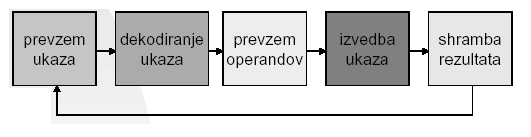 prevzem
ukaza
dekodiranje
ukaza
prevzem
operandov
izvedba
ukaza
shramba
rezultata